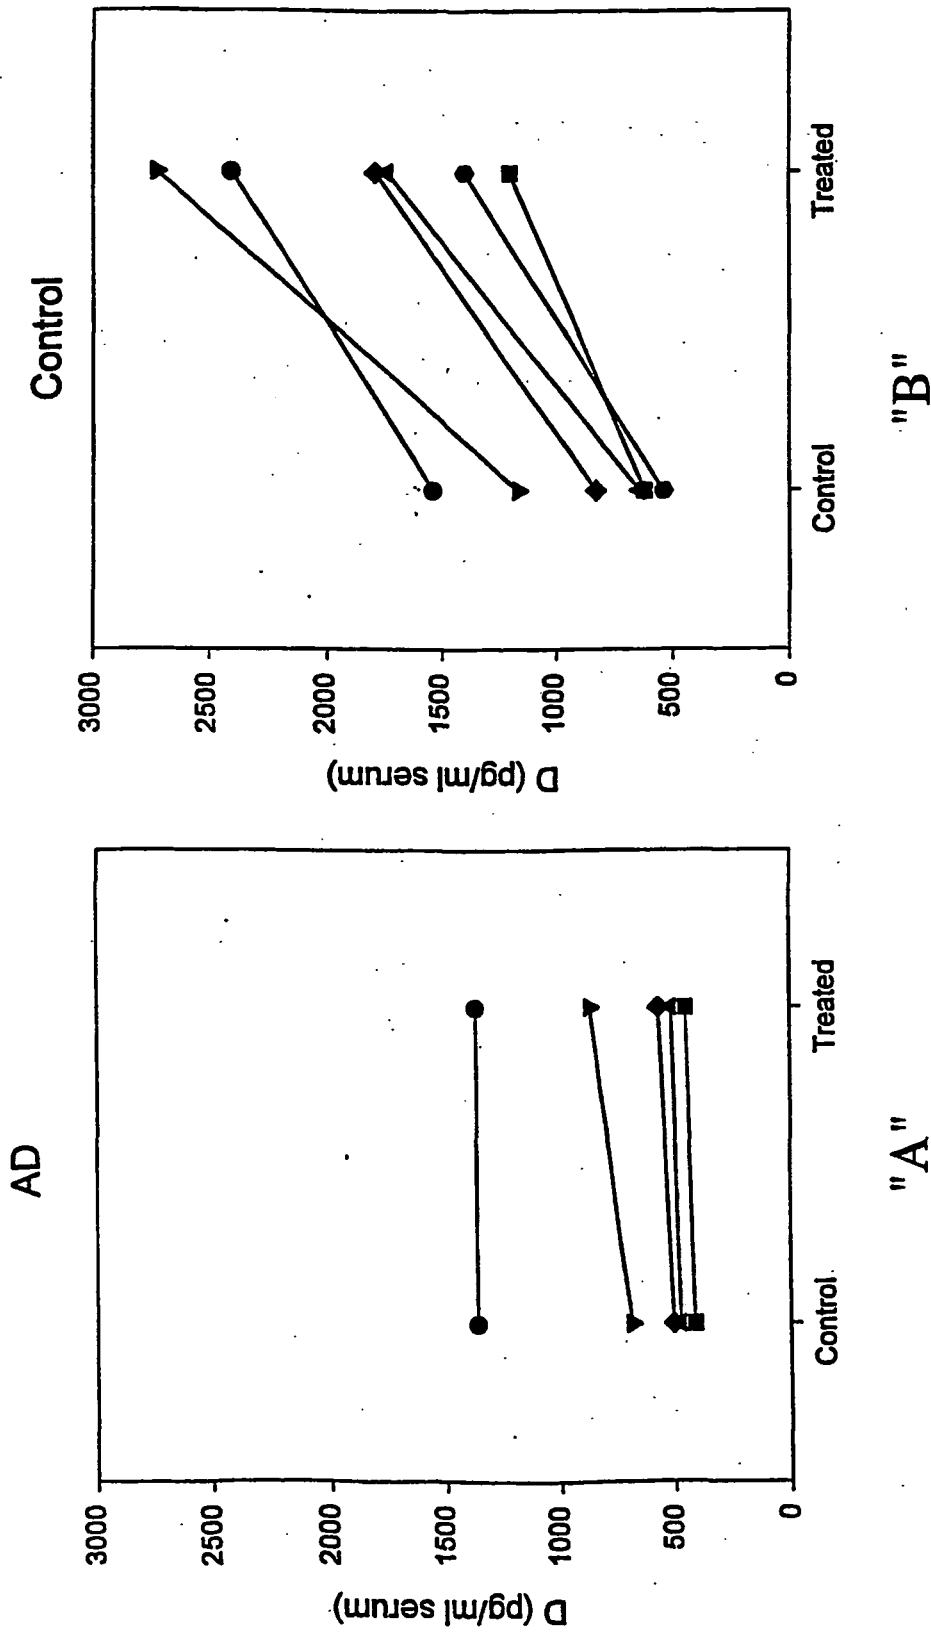 AD
3000
2500
2000
1500
1000
500
0
D (pg/ml serum)
Control
Treated
"A"
Control
3000
2500
2000
1500
1000
500
0
D (pg/ml serum)
Control
Treated
"B"